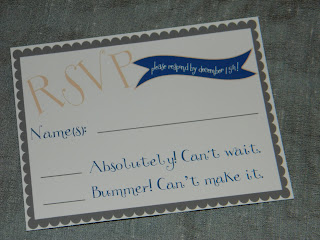 RSVP
please respond by december 15th!
Name(s):
Absolutely! Can't wait.
Bummer! Can't make it.